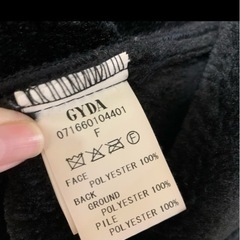 GYDA
071660104401
F
F
FACE
POLYESTER 100%
BACK
GROUND
POLYESTER 100%
PILE
POLYESTER 100%